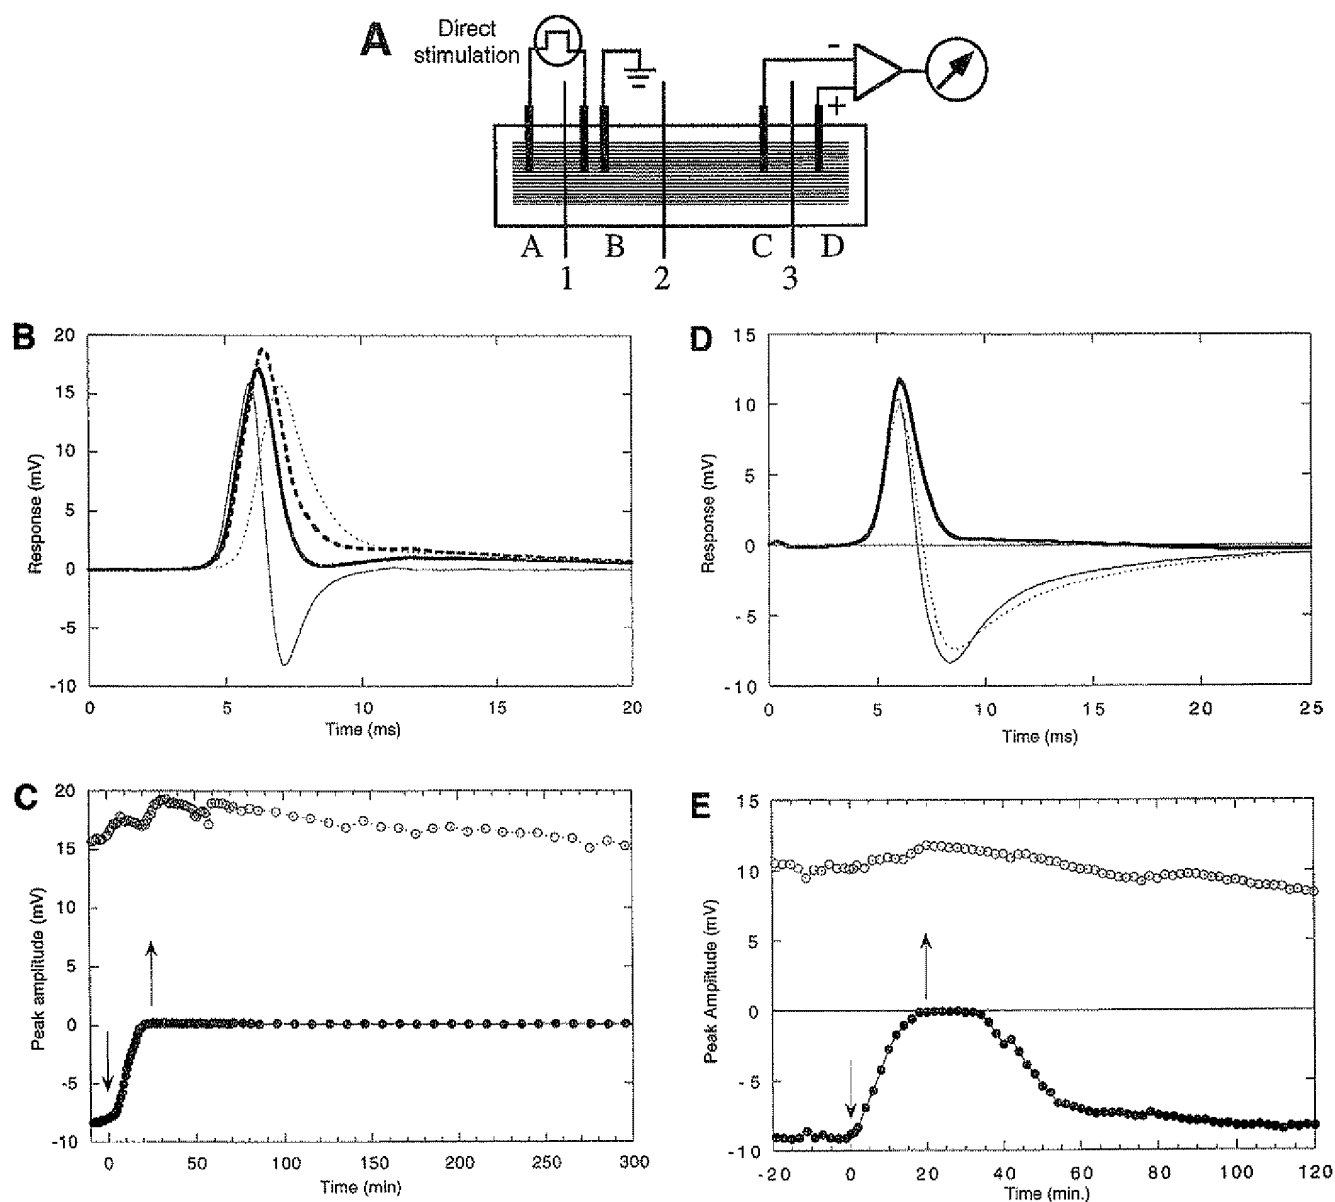 A
Direct
stimulation
-
+
A B C D
1 2 3
B
20
15
10
5
0
-5
-10
Response (mV)
0 5 10 15 20
Time (ms)
D
15
10
5
0
-5
-10
Response (mV)
0 5 10 15 20 25
Time (ms)
C
20
15
10
5
0
-5
-10
Peak amplitude (mV)
0 50 100 150 200 250 300
Time (min)
E
15
10
5
0
-5
-10
Peak Amplitude (mV)
-20 0 20 40 60 80 100 120
Time (min.)